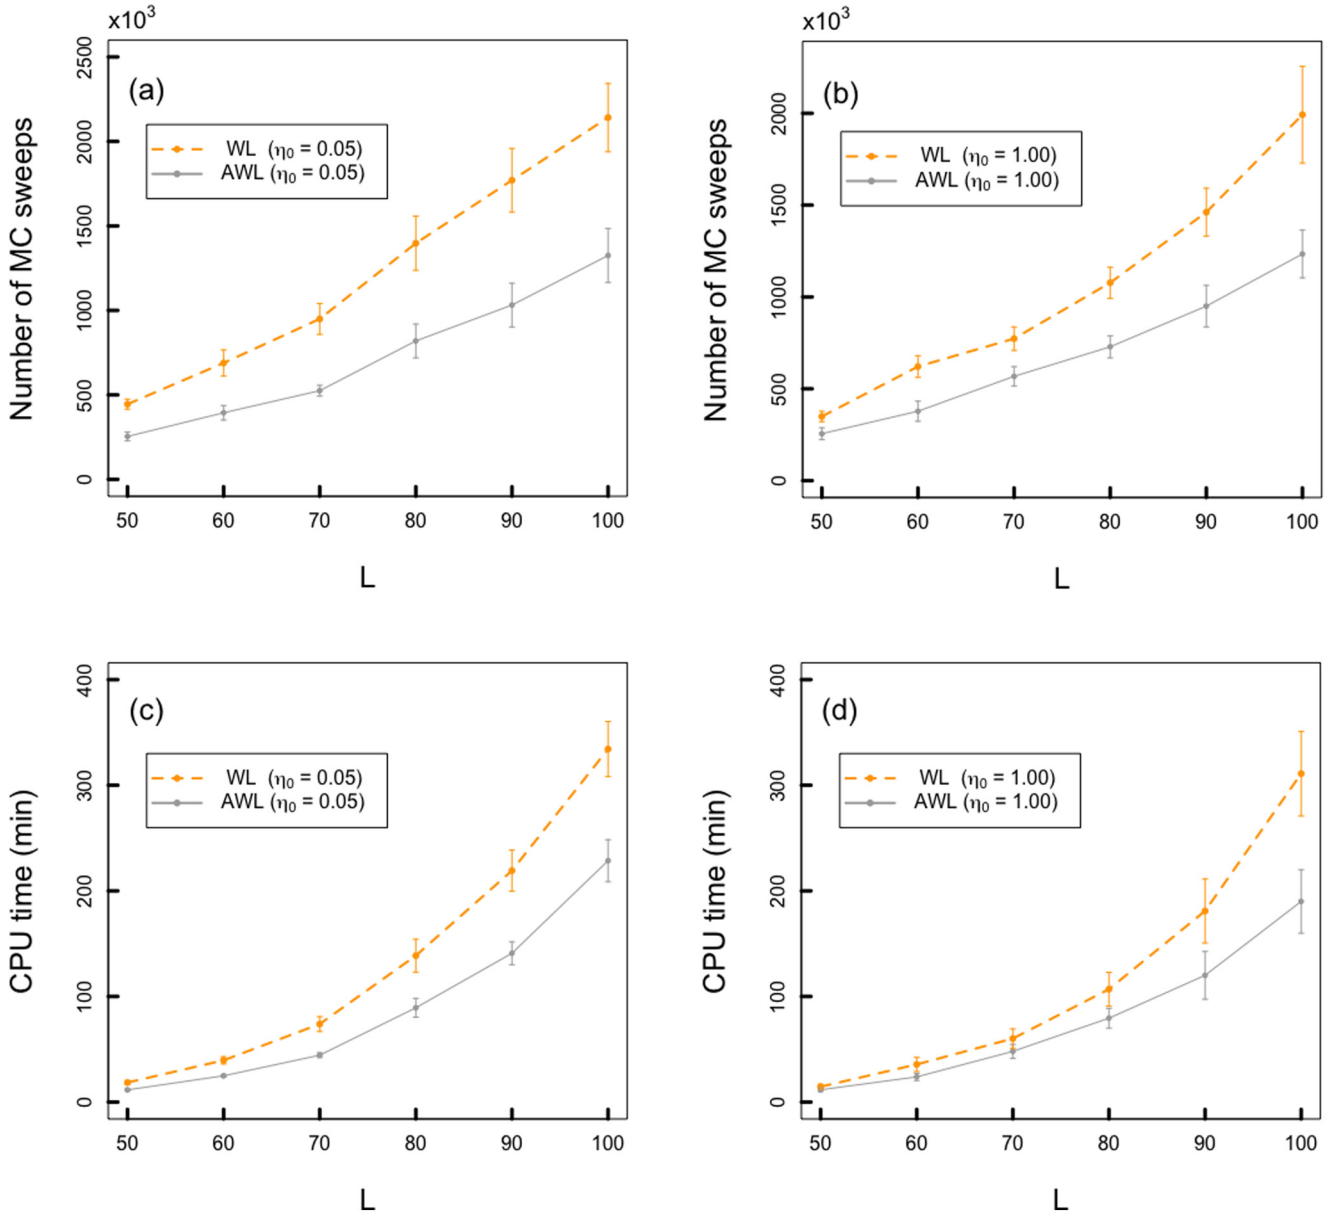 x10³
(a)
2500
2000
1500
1000
500
0
Number of MC sweeps
WL (η₀ = 0.05)
AWL (η₀ = 0.05)
50 60 70 80 90 100
L
x10³
(b)
2000
1500
1000
500
0
Number of MC sweeps
WL (η₀ = 1.00)
AWL (η₀ = 1.00)
50 60 70 80 90 100
L
(c)
400
300
200
100
0
CPU time (min)
WL (η₀ = 0.05)
AWL (η₀ = 0.05)
50 60 70 80 90 100
L
(d)
400
300
200
100
0
CPU time (min)
WL (η₀ = 1.00)
AWL (η₀ = 1.00)
50 60 70 80 90 100
L